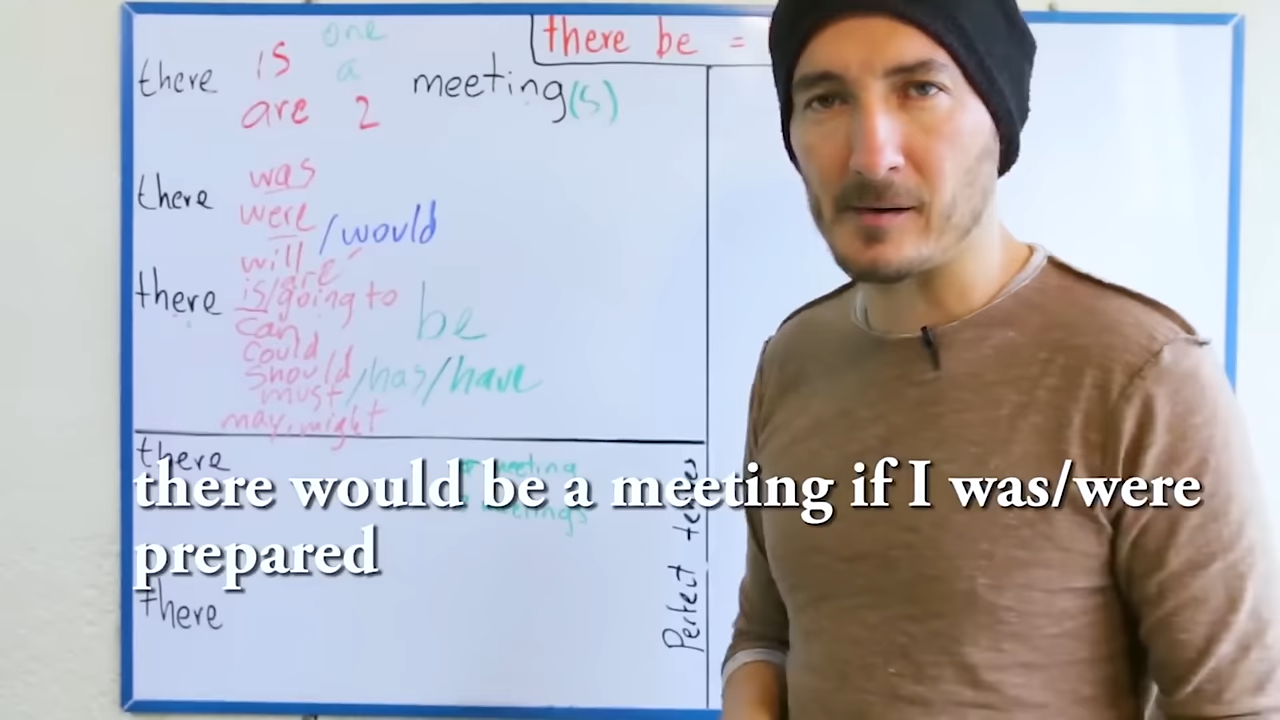 there be =
one
there is a meeting(s)
are 2
was
there were
will /would
are
there is/going to be
can
could
should
must /has/have
may, might
there
meeting
meetings
there would be a meeting if I was/were
prepared
there
Perfect tenses